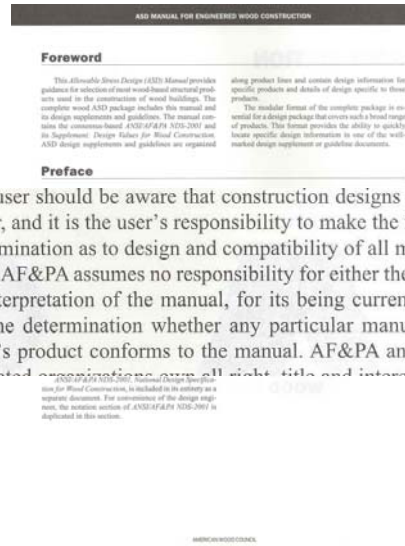 ASD MANUAL FOR ENGINEERED WOOD CONSTRUCTION
Foreword
This Allowable Stress Design (ASD) Manual provides
guidance for selection of most wood-based structural prod-
ucts used in the construction of wood buildings. The
complete wood ASD package includes this manual and
its design supplements and guidelines. The manual con-
tains the consensus-based ANSI/AF&PA NDS-2001 and
its Supplement: Design Values for Wood Construction.
ASD design supplements and guidelines are organized
along product lines and contain design information for
specific products and details of design specific to those
products.
The modular format of the complete package is es-
sential for a design package that covers such a broad range
of products. This format provides the ability to quickly
locate specific design information in one of the well-
marked design supplement or guideline documents.
Preface
user should be aware that construction designs
, and it is the user's responsibility to make the
mination as to design and compatibility of all m
AF&PA assumes no responsibility for either the
terpretation of the manual, for its being curren
ne determination whether any particular manu
's product conforms to the manual. AF&PA an
ated organizations own all right, title and intere
ANSI/AF&PA NDS-2001, National Design Specifica-
tion for Wood Construction, is included in its entirety as a
separate document. For convenience of the design engi-
neer, the notation section of ANSI/AF&PA NDS-2001 is
duplicated in this section.
AMERICAN WOOD COUNCIL